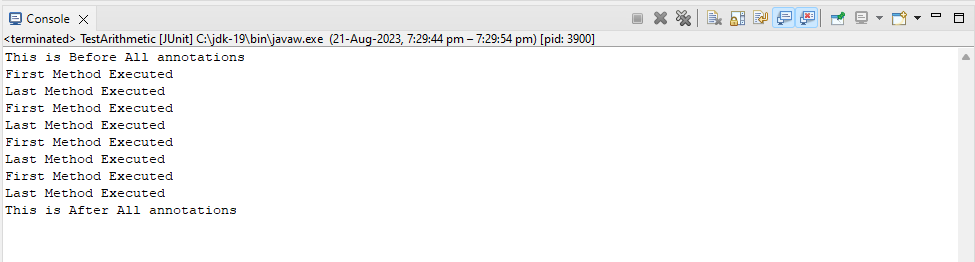 Console
<terminated> TestArithmetic [JUnit] C:\jdk-19\bin\javaw.exe (21-Aug-2023, 7:29:44 pm – 7:29:54 pm) [pid: 3900]
This is Before All annotations
First Method Executed
Last Method Executed
First Method Executed
Last Method Executed
First Method Executed
Last Method Executed
First Method Executed
Last Method Executed
This is After All annotations